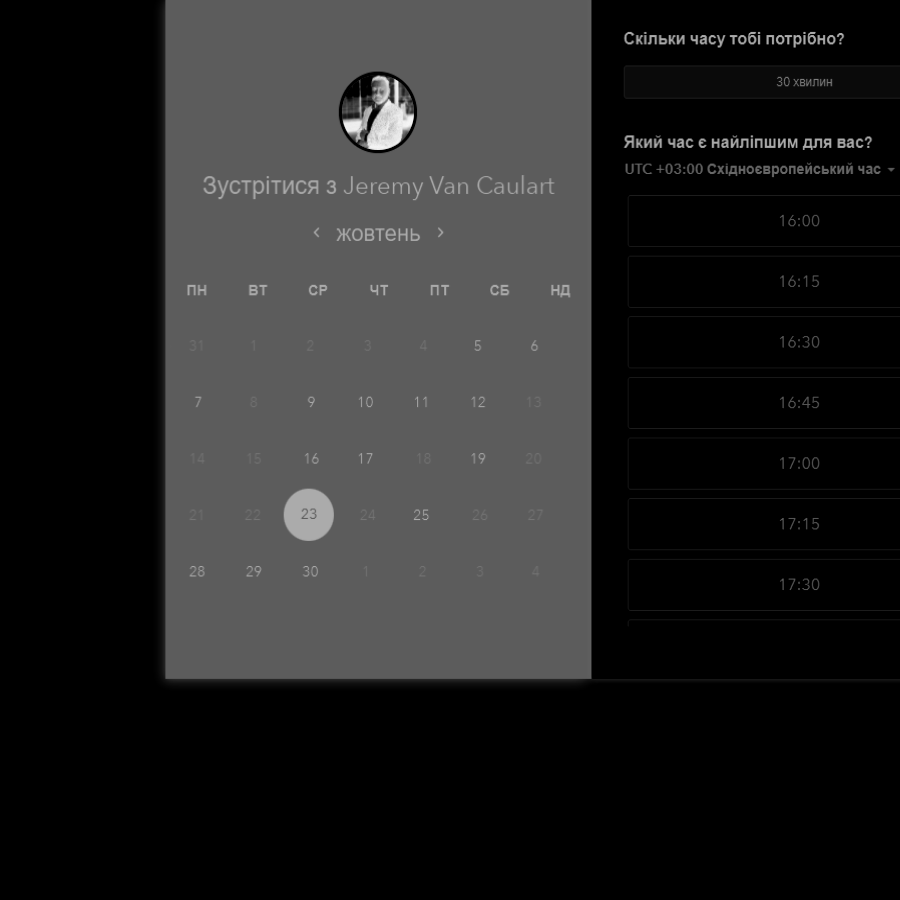 Зустрітися з Jeremy Van Caulart
жовтень
ПН ВТ СР ЧТ ПТ СБ НД
31 1 2 3 4 5 6
7 8 9 10 11 12 13
14 15 16 17 18 19 20
21 22 23 24 25 26 27
28 29 30 1 2 3 4
Скільки часу тобі потрібно?
30 хвилин
Який час є найліпшим для вас?
UTC +03:00 Східноєвропейський час
16:00
16:15
16:30
16:45
17:00
17:15
17:30